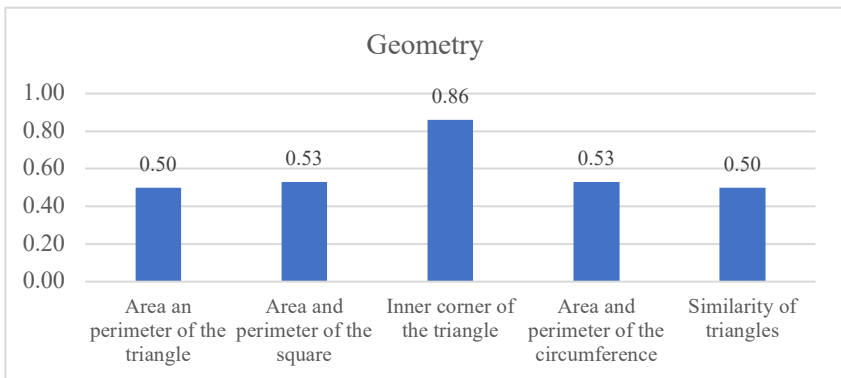 Geometry
1.00
0.80
0.60
0.40
0.20
0.00
0.50
0.53
0.86
0.53
0.50
Area an
perimeter of the
triangle
Area and
perimeter of the
square
Inner corner of
the triangle
Area and
perimeter of the
circumference
Similarity of
triangles